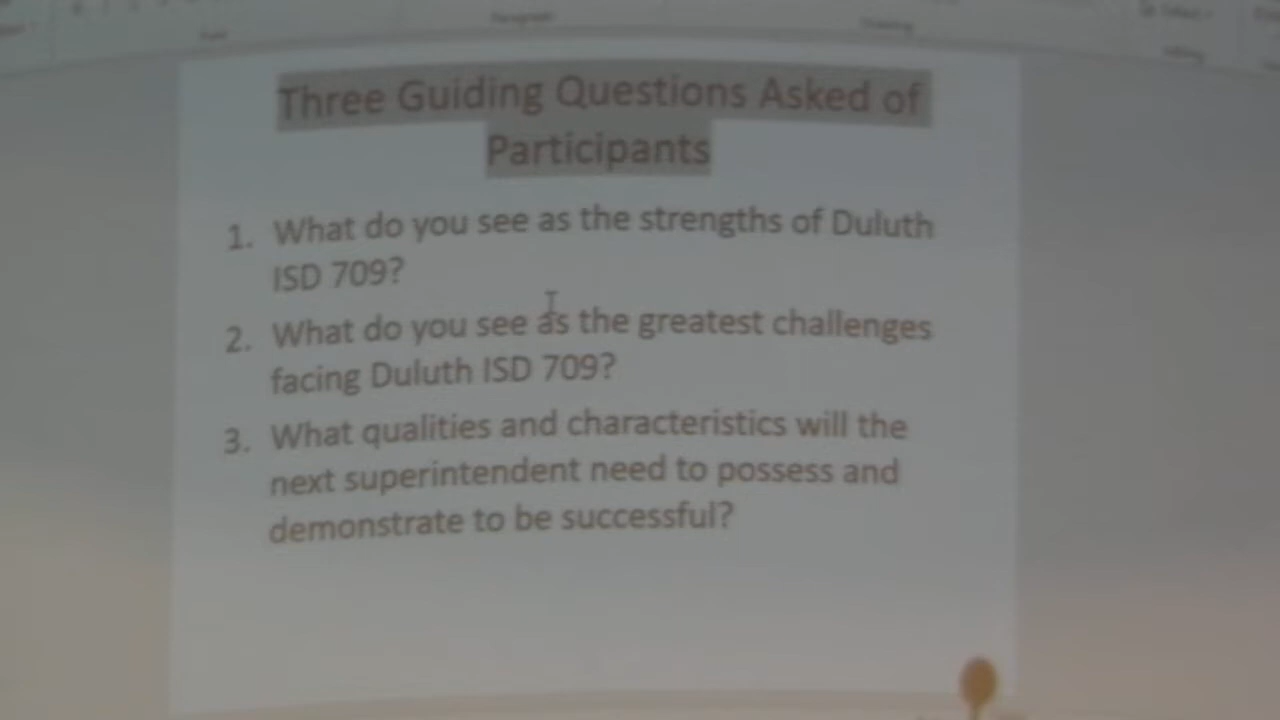 Paragraph
Three Guiding Questions Asked of
Participants
1. What do you see as the strengths of Duluth
ISD 709?
2. What do you see as the greatest challenges
facing Duluth ISD 709?
3. What qualities and characteristics will the
next superintendent need to possess and
demonstrate to be successful?